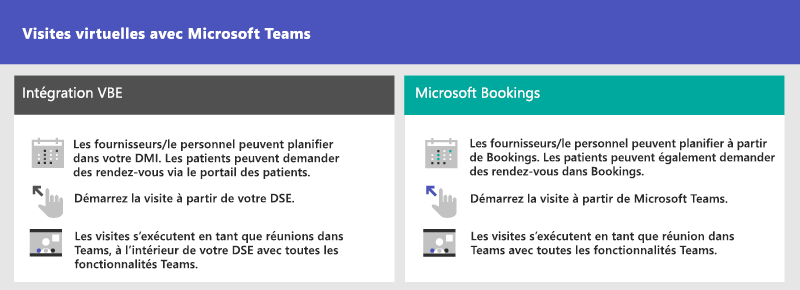 Visites virtuelles avec Microsoft Teams
Intégration VBE
Les fournisseurs/le personnel peuvent planifier
dans votre DMI. Les patients peuvent demander
des rendez-vous via le portail des patients.
Démarrez la visite à partir de votre DSE.
Les visites s’exécutent en tant que réunions dans
Teams, à l’intérieur de votre DSE avec toutes les
fonctionnalités Teams.
Microsoft Bookings
Les fournisseurs/le personnel peuvent planifier à partir
de Bookings. Les patients peuvent également demander
des rendez-vous dans Bookings.
Démarrez la visite à partir de Microsoft Teams.
Les visites s’exécutent en tant que réunion dans
Teams avec toutes les fonctionnalités Teams.